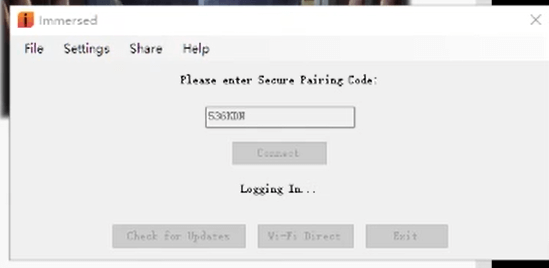 Immersed
File Settings Share Help
Please enter Secure Pairing Code:
536KDN
Connect
Logging In...
Check for Updates Wi-Fi Direct Exit